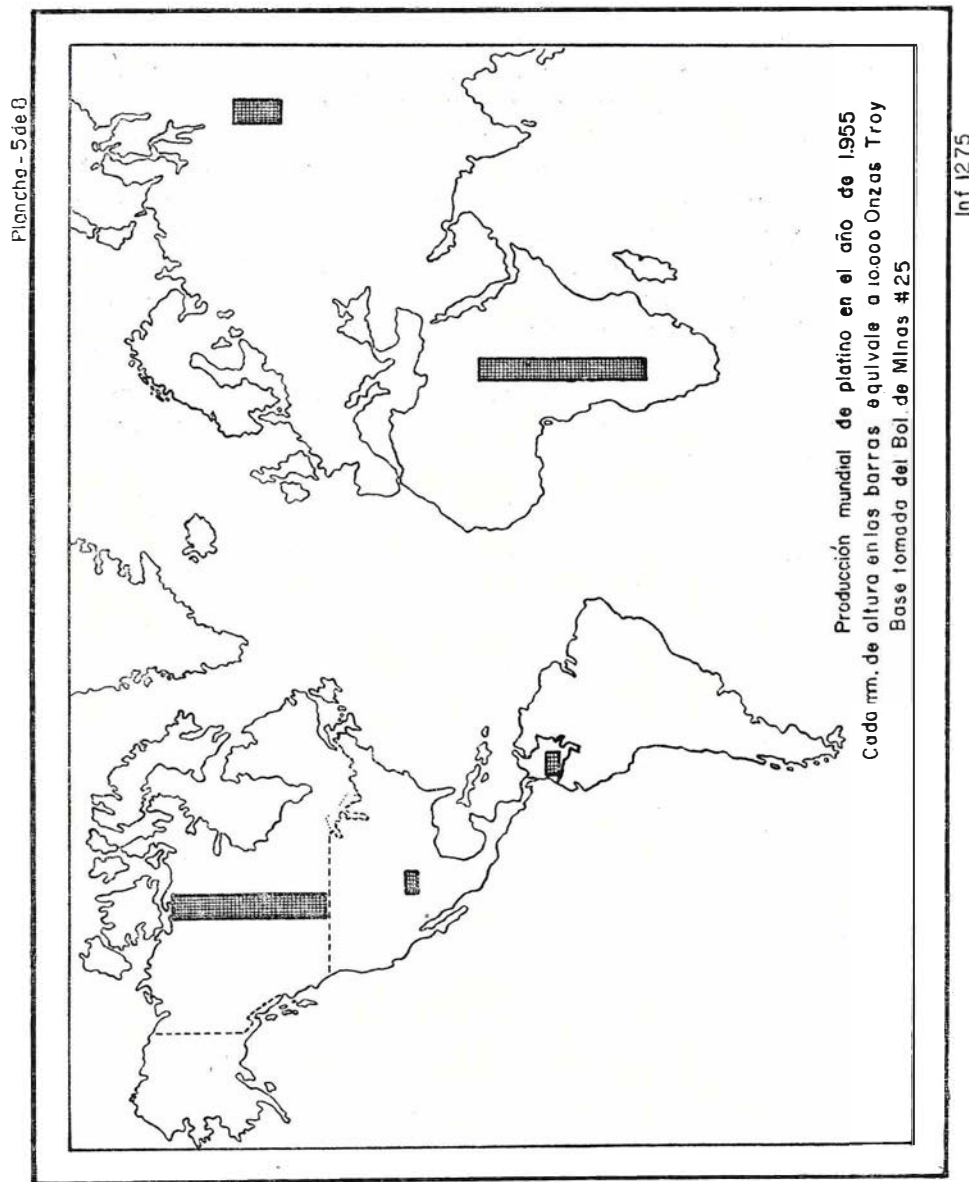 Plancha - 5 de 8
Producción mundial de platino en el año de 1.955
Cada mm. de altura en las barras equivale a 10.000 Onzas Troy
Base tomada del Bol. de Minas #25
Inf 1275